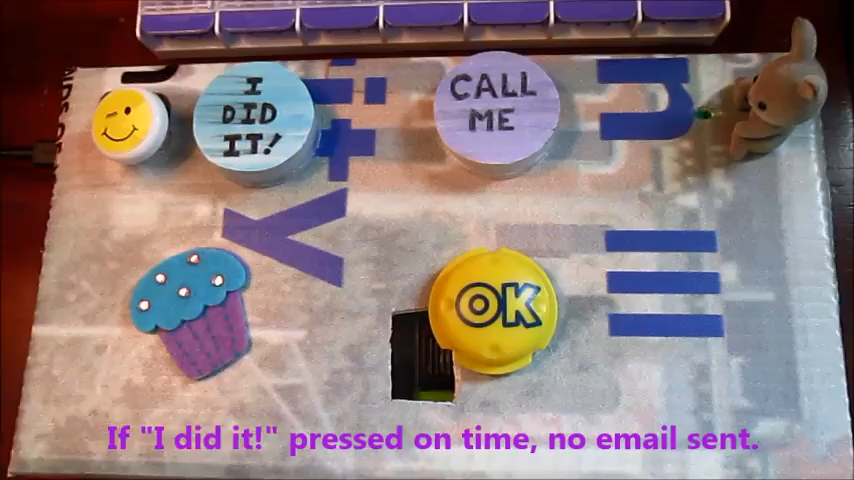 I
DID
IT!
CALL
ME
OK
If "I did it!" pressed on time, no email sent.